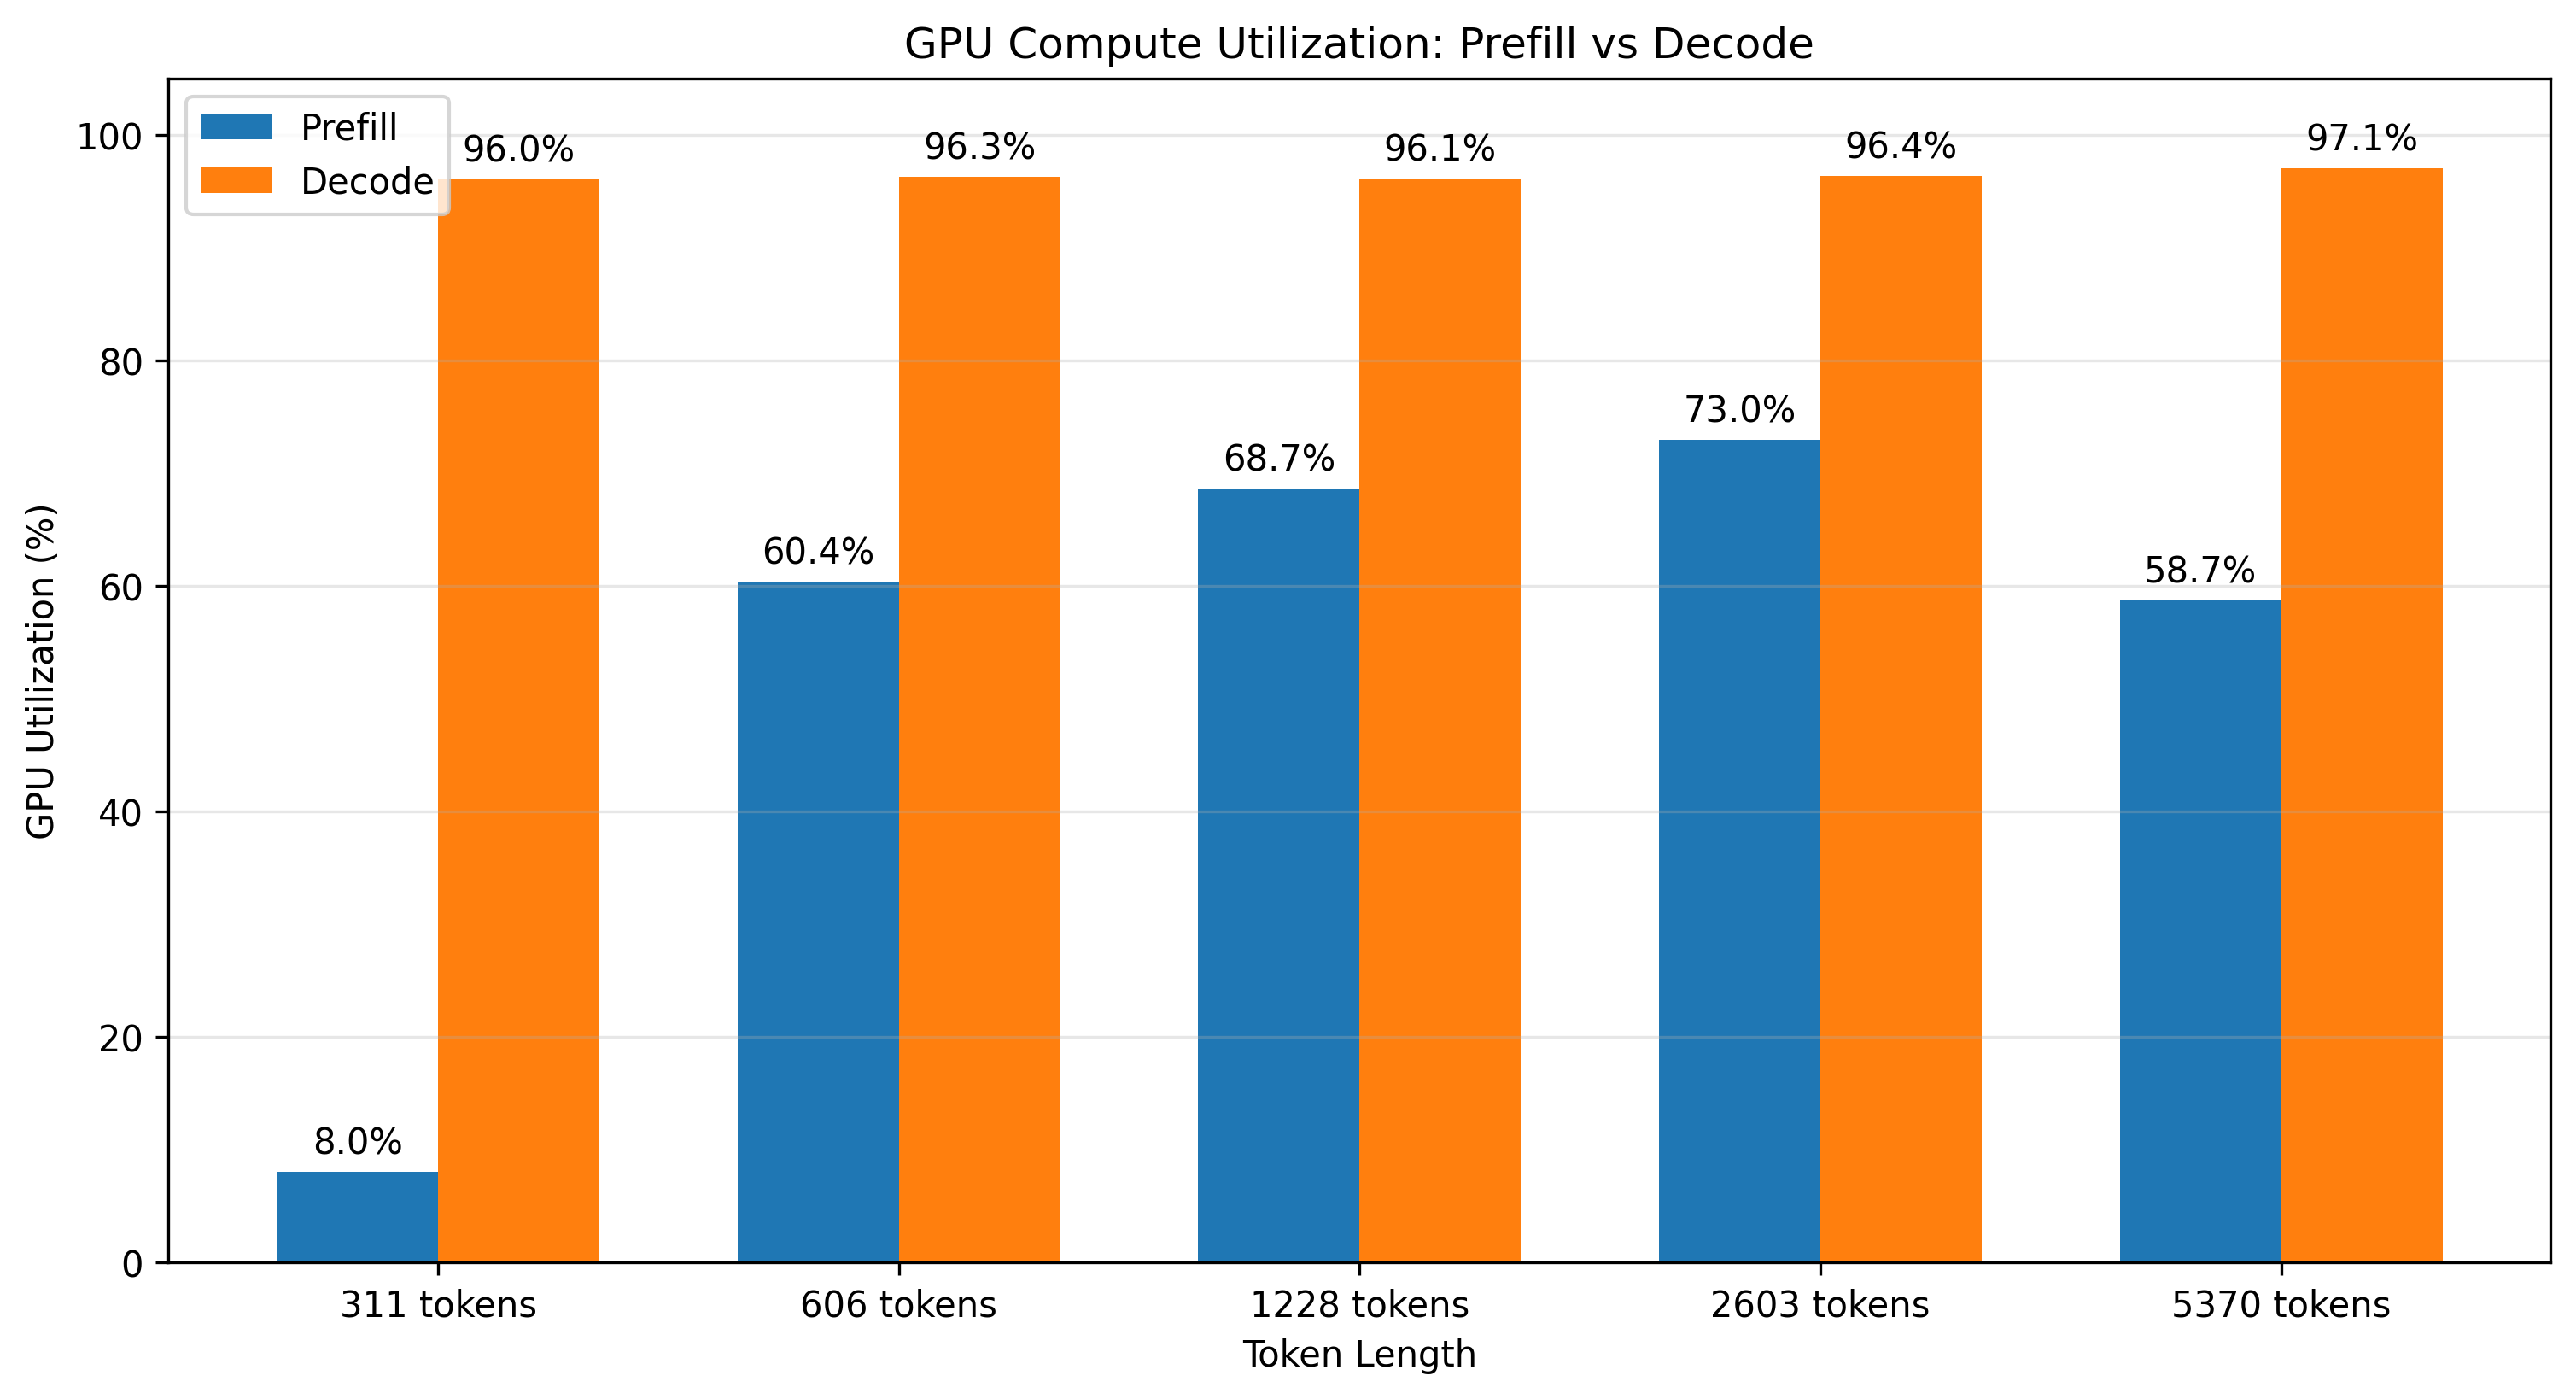 GPU Compute Utilization: Prefill vs Decode
Prefill
Decode
GPU Utilization (%)
100
80
60
40
20
0
8.0%
96.0%
60.4%
96.3%
68.7%
96.1%
73.0%
96.4%
58.7%
97.1%
311 tokens
606 tokens
1228 tokens
2603 tokens
5370 tokens
Token Length